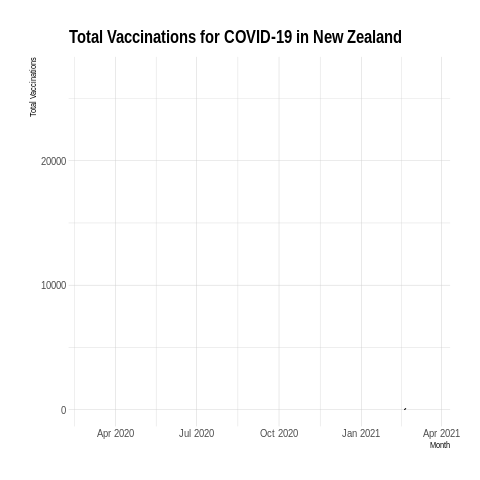 Total Vaccinations for COVID-19 in New Zealand
Total Vaccinations
20000
10000
0
Apr 2020 Jul 2020 Oct 2020 Jan 2021 Apr 2021
Month